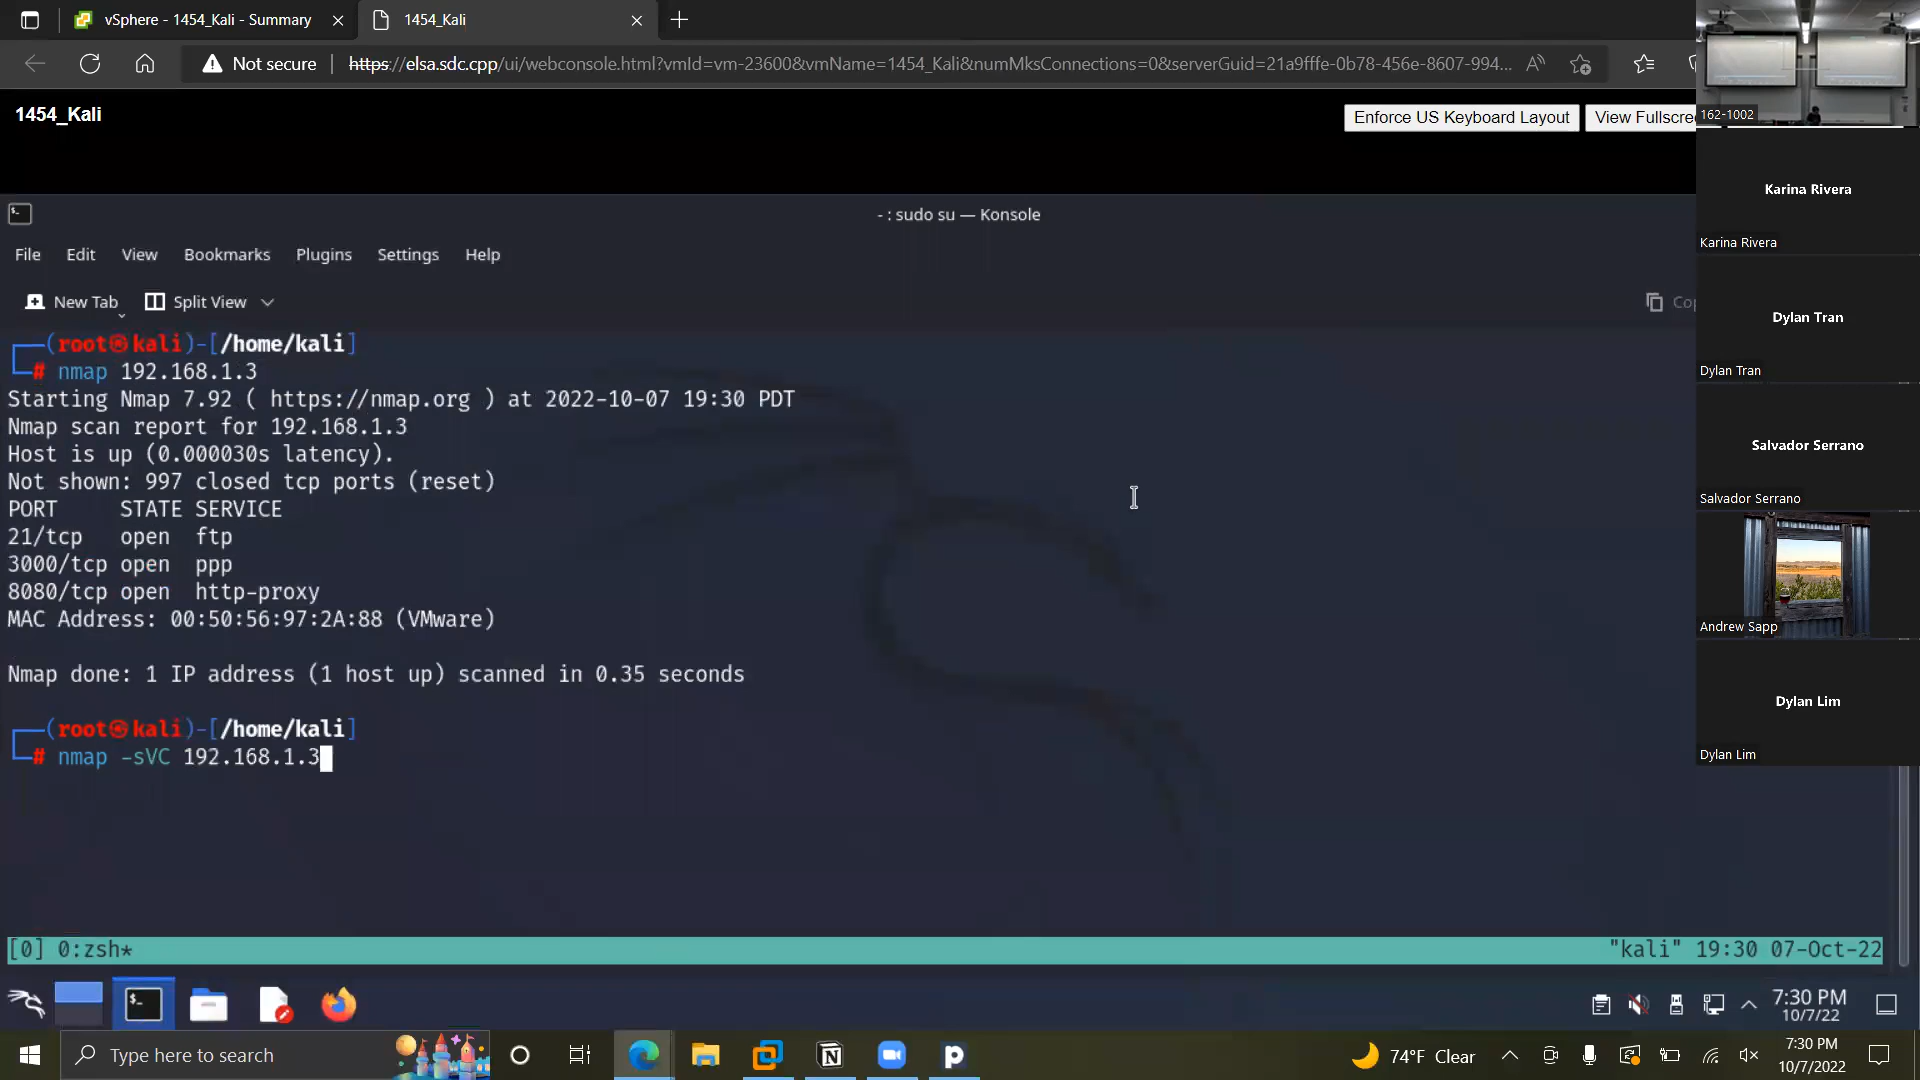 vSphere - 1454_Kali - Summary
1454_Kali
Not secure
https://elsa.sdc.cpp/ui/webconsole.html?vmId=vm-23600&vmName=1454_Kali&numMksConnections=0&serverGuid=21a9fffe-0b78-456e-8607-994...
1454_Kali
Enforce US Keyboard Layout
View Fullscre
162-1002
Karina Rivera
Karina Rivera
Dylan Tran
Dylan Tran
Salvador Serrano
Salvador Serrano
Andrew Sapp
Dylan Lim
Dylan Lim
- : sudo su — Konsole
File Edit View Bookmarks Plugins Settings Help
New Tab Split View
Cop
(root㉿kali)-[/home/kali]
# nmap 192.168.1.3
Starting Nmap 7.92 ( https://nmap.org ) at 2022-10-07 19:30 PDT
Nmap scan report for 192.168.1.3
Host is up (0.000030s latency).
Not shown: 997 closed tcp ports (reset)
PORT STATE SERVICE
21/tcp open ftp
3000/tcp open ppp
8080/tcp open http-proxy
MAC Address: 00:50:56:97:2A:88 (VMware)
Nmap done: 1 IP address (1 host up) scanned in 0.35 seconds
(root㉿kali)-[/home/kali]
# nmap -sVC 192.168.1.3
[0] 0:zsh* "kali" 19:30 07-Oct-22
7:30 PM
10/7/22
Type here to search
74°F Clear
7:30 PM
10/7/2022